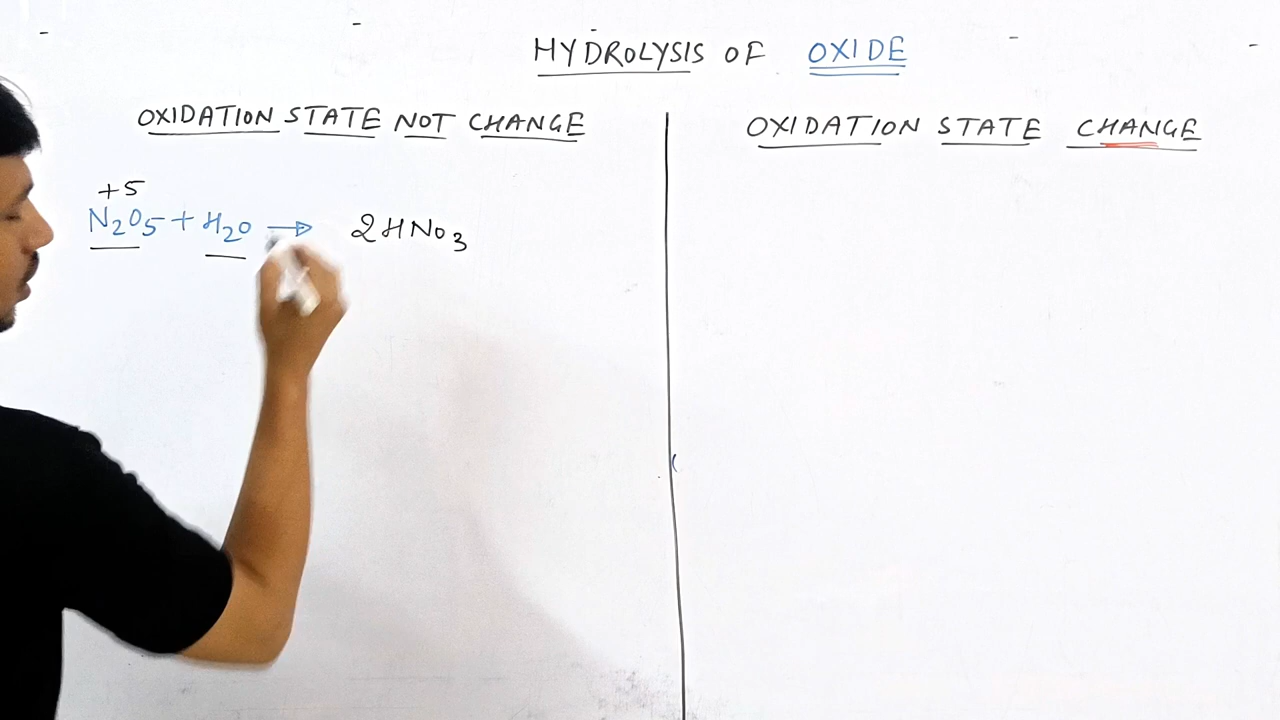 HYDROLYSIS OF OXIDE
OXIDATION STATE NOT CHANGE
+5
N2O5 + H2O → 2HNO3
OXIDATION STATE CHANGE